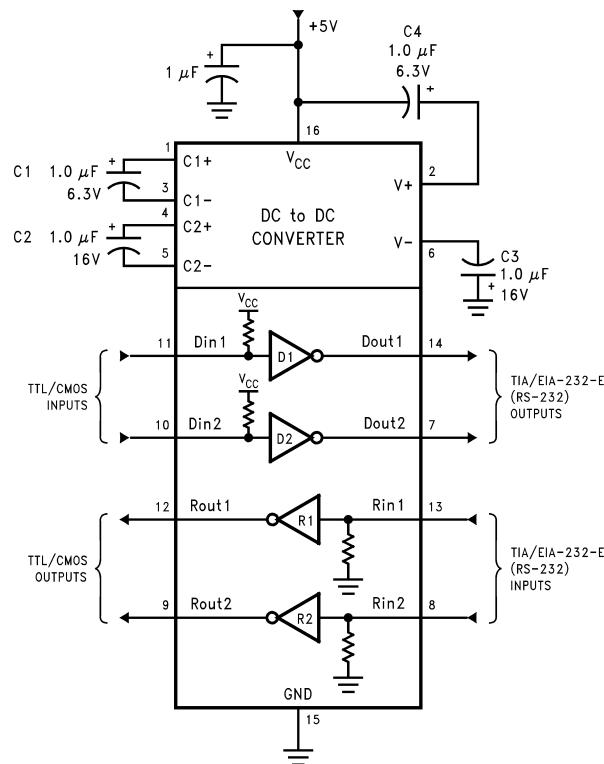 +5V
C4
1.0 μF
6.3V
+
+
1 μF
16
VCC
1
C1+
C1 1.0 μF
6.3V
+
3
C1-
4
C2+
C2 1.0 μF
16V
+
5
C2-
DC to DC
CONVERTER
2
V+
V-
6
C3
1.0 μF
+
16V
VCC
11
Din1
D1
Dout1
14
TTL/CMOS
INPUTS
VCC
10
Din2
D2
Dout2
7
TIA/EIA-232-E
(RS-232)
OUTPUTS
12
Rout1
R1
Rin1
13
TTL/CMOS
OUTPUTS
9
Rout2
R2
Rin2
8
TIA/EIA-232-E
(RS-232)
INPUTS
GND
15